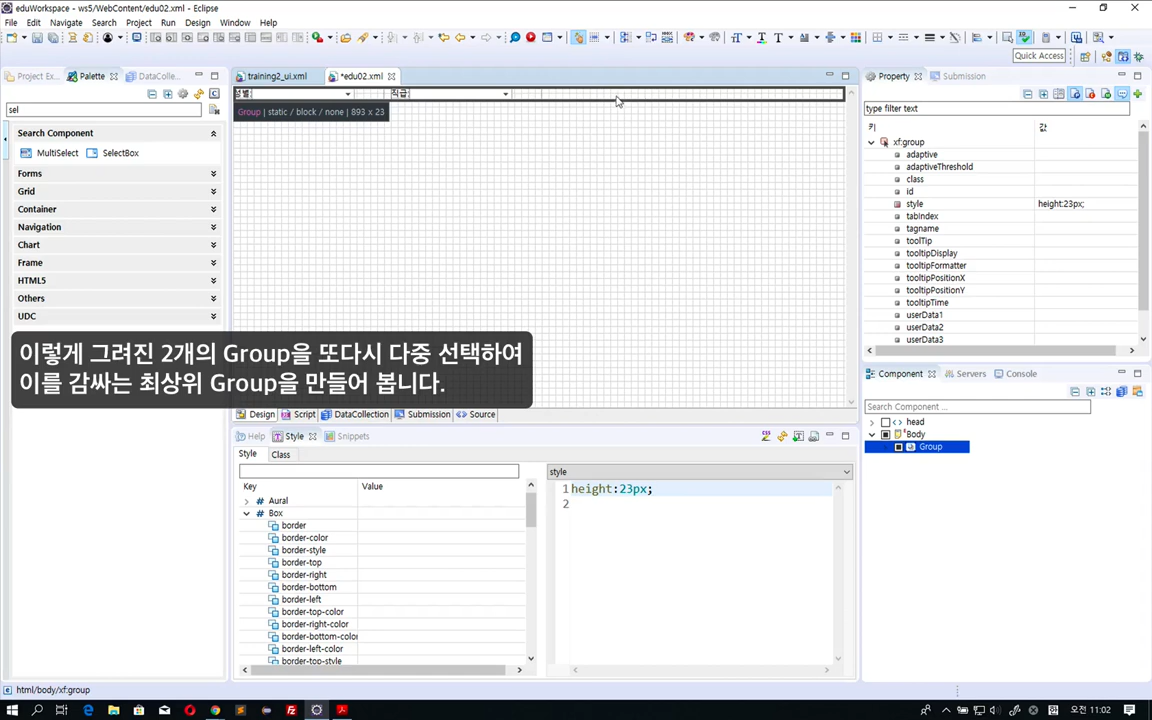 eduWorkspace - ws5/WebContent/edu02.xml - Eclipse
File Edit Navigate Search Project Run Design Window Help
Quick Access
Project Ex... Palette DataColle...
training2_ui.xml *edu02.xml
Property Submission
sel
성별: 직급:
Group | static / block / none | 893 x 23
type filter text
Search Component
MultiSelect SelectBox
Forms
Grid
Container
Navigation
Chart
Frame
HTML5
Others
UDC
키 값
xf:group
adaptive
adaptiveThreshold
class
id
style height:23px;
tabIndex
tagname
toolTip
tooltipDisplay
tooltipFormatter
tooltipPositionX
tooltipPositionY
tooltipTime
userData1
userData2
userData3
이렇게 그려진 2개의 Group을 또다시 다중 선택하여
이를 감싸는 최상위 Group을 만들어 봅니다.
Design Script DataCollection Submission Source
Component Servers Console
Search Component ...
head
Body
Group
Help Style Snippets
Style Class
Key Value
Aural
Box
border
border-color
border-style
border-top
border-right
border-bottom
border-left
border-top-color
border-right-color
border-bottom-colo
border-left-color
border-top-style
style
1 height:23px;
2
html/body/xf:group
오전 11:02